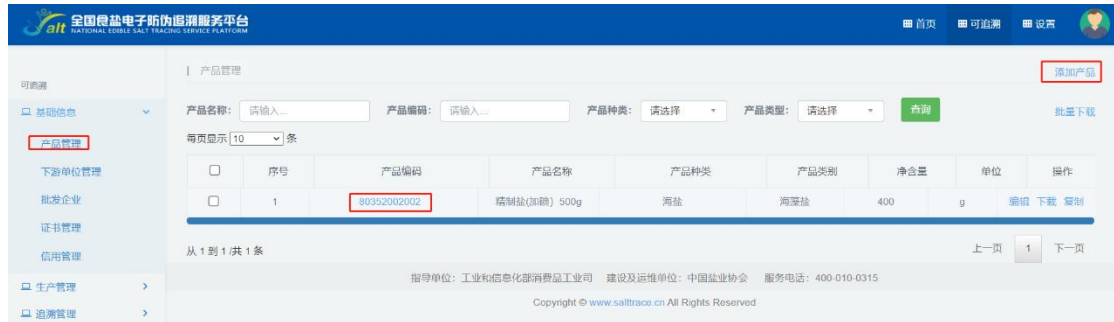 Salt 全国食盐电子防伪追溯服务平台
NATIONAL EDIBLE SALT TRACING SERVICE PLATFORM
首页 可追溯 设置
可追溯
基础信息
产品管理
下游单位管理
批发企业
证书管理
信用管理
生产管理
追溯管理
产品管理 添加产品
产品名称: 请输入... 产品编码: 请输入... 产品种类: 请选择 产品类型: 请选择 查询 批量下载
每页显示 10 条
序号 产品编码 产品名称 产品种类 产品类别 净含量 单位 操作
1 80352002002 精制盐(加碘) 500g 海盐 海藻盐 400 g 编辑 下载 复制
从 1 到 1 /共 1 条 上一页 1 下一页
指导单位：工业和信息化部消费品工业司 建设及运维单位：中国盐业协会 服务电话：400-010-0315
Copyright © www.salttrace.cn All Rights Reserved